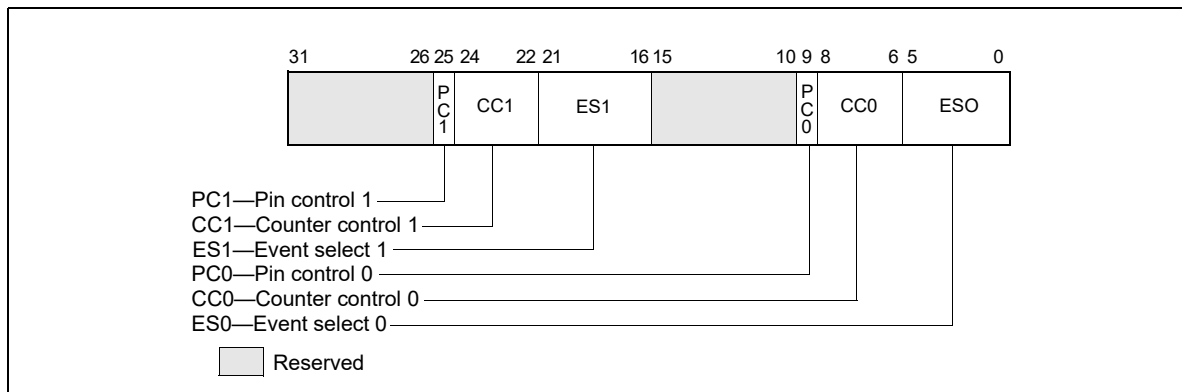 31 26 25 24 22 21 16 15 10 9 8 6 5 0
PC1 CC1 ES1 PC0 CC0 ESO
PC1—Pin control 1
CC1—Counter control 1
ES1—Event select 1
PC0—Pin control 0
CC0—Counter control 0
ES0—Event select 0
Reserved